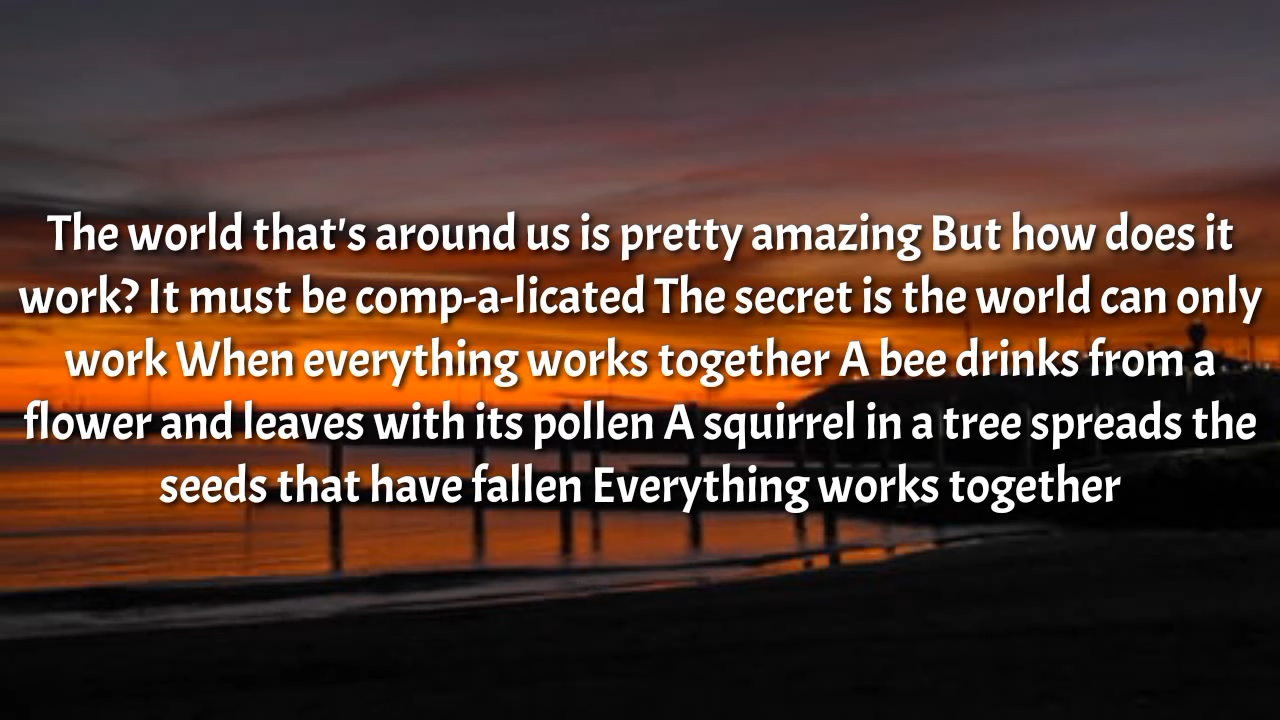 The world that's around us is pretty amazing But how does it
work? It must be comp-a-licated The secret is the world can only
work When everything works together A bee drinks from a
flower and leaves with its pollen A squirrel in a tree spreads the
seeds that have fallen Everything works together